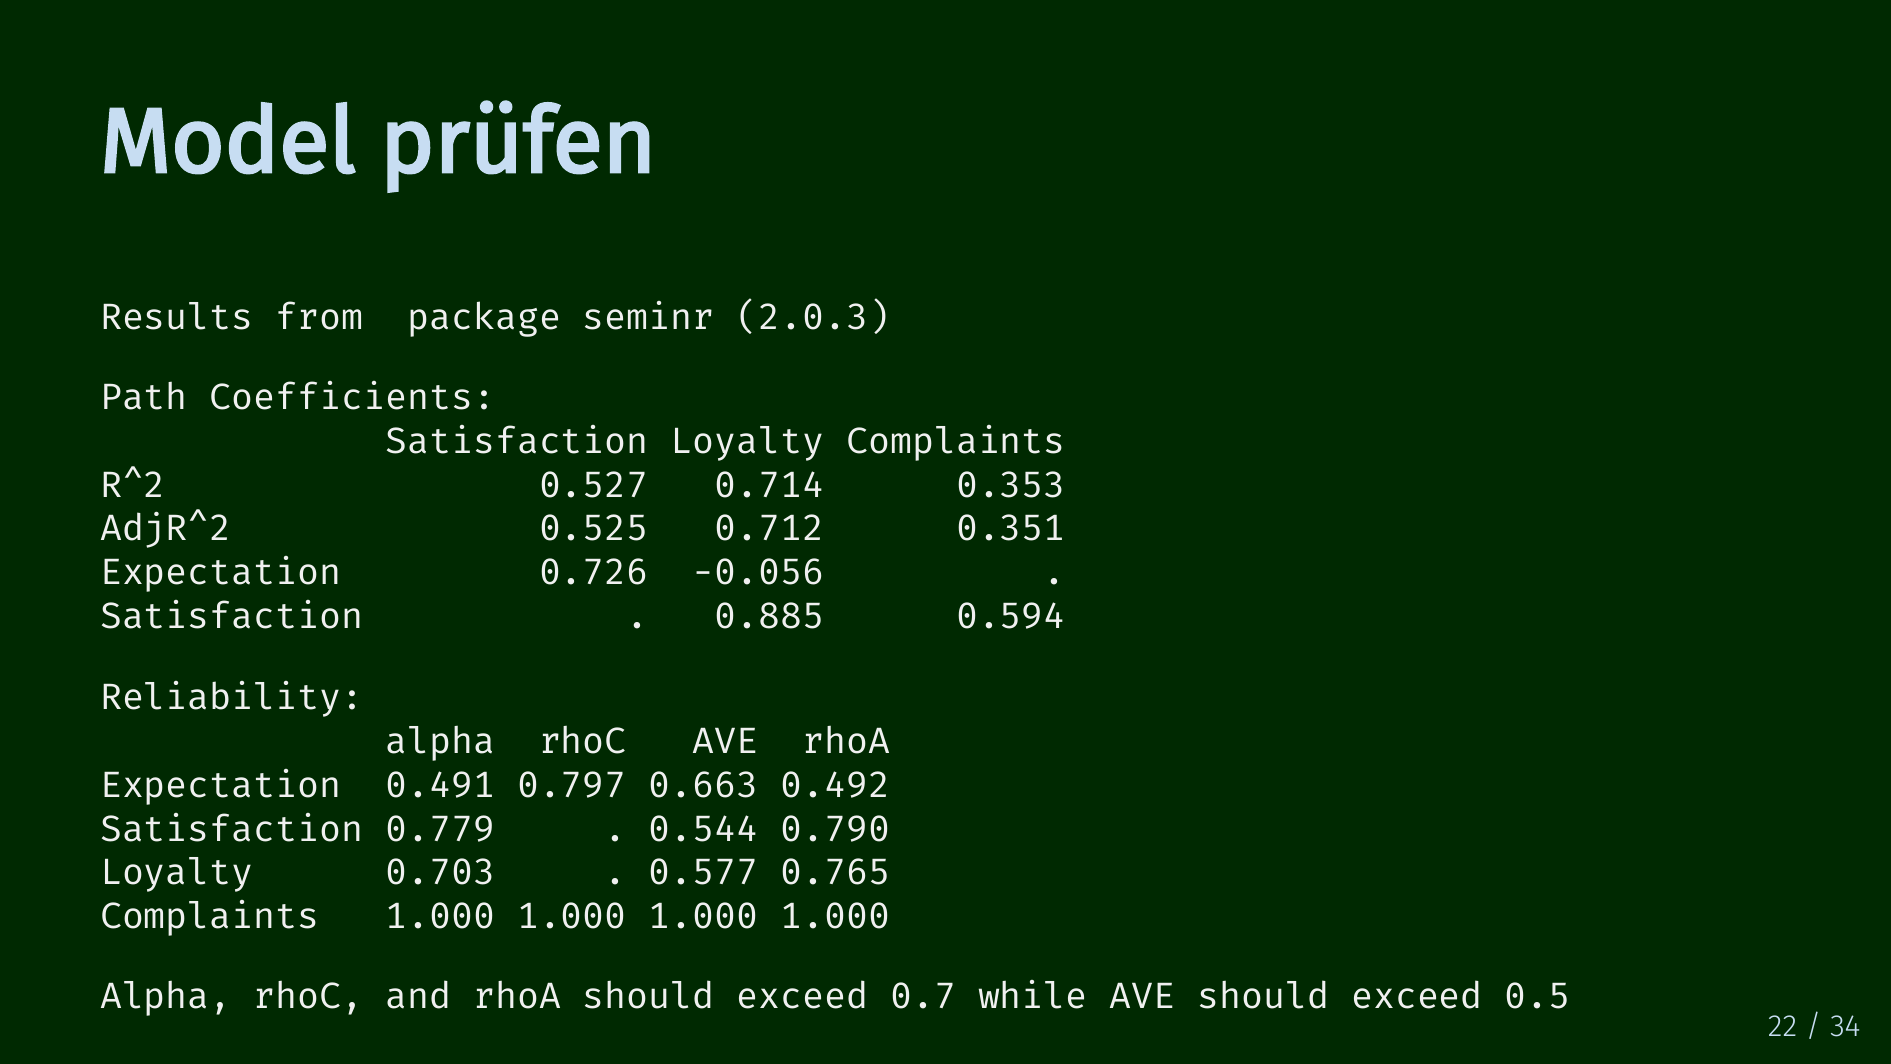 Model prüfen
Results from  package seminr (2.0.3)
Path Coefficients:
             Satisfaction Loyalty Complaints
R^2                 0.527   0.714      0.353
AdjR^2              0.525   0.712      0.351
Expectation         0.726  -0.056          .
Satisfaction            .   0.885      0.594
Reliability:
             alpha  rhoC   AVE  rhoA
Expectation  0.491 0.797 0.663 0.492
Satisfaction 0.779     . 0.544 0.790
Loyalty      0.703     . 0.577 0.765
Complaints   1.000 1.000 1.000 1.000
Alpha, rhoC, and rhoA should exceed 0.7 while AVE should exceed 0.5
22 / 34